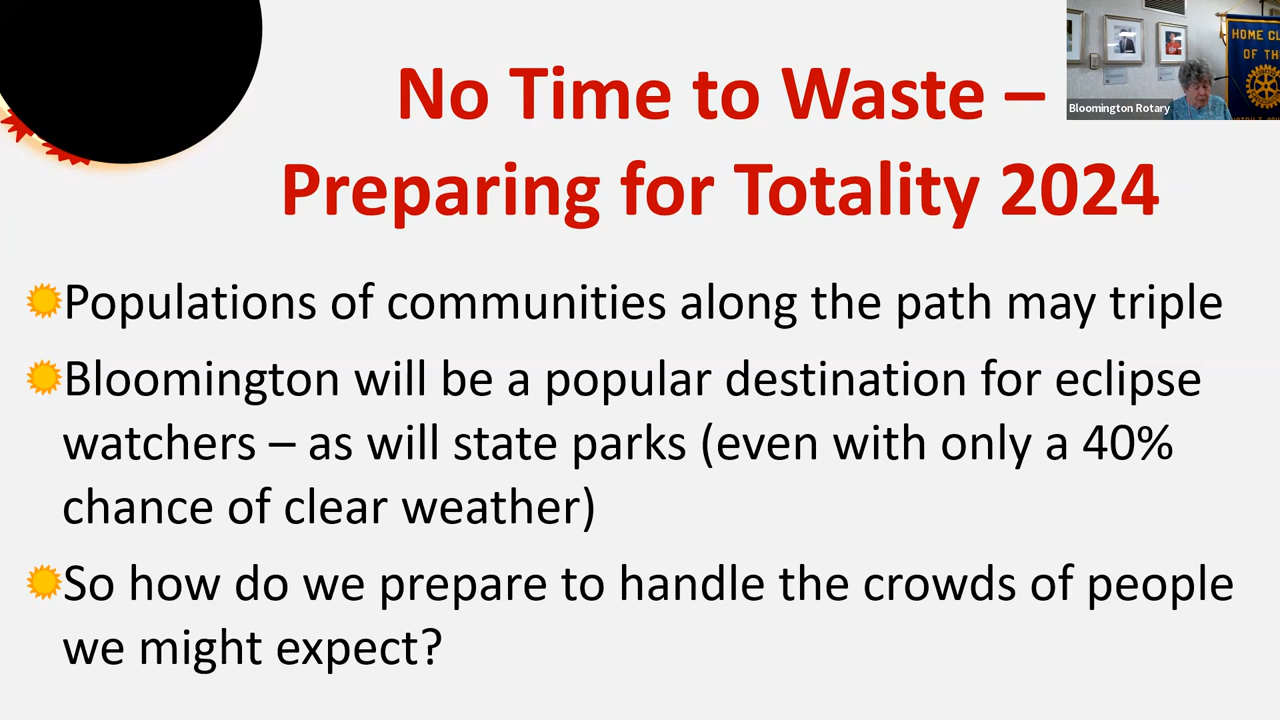 No Time to Waste –
Preparing for Totality 2024
Populations of communities along the path may triple
Bloomington will be a popular destination for eclipse
watchers – as will state parks (even with only a 40%
chance of clear weather)
So how do we prepare to handle the crowds of people
we might expect?
Bloomington Rotary
HOME
OF